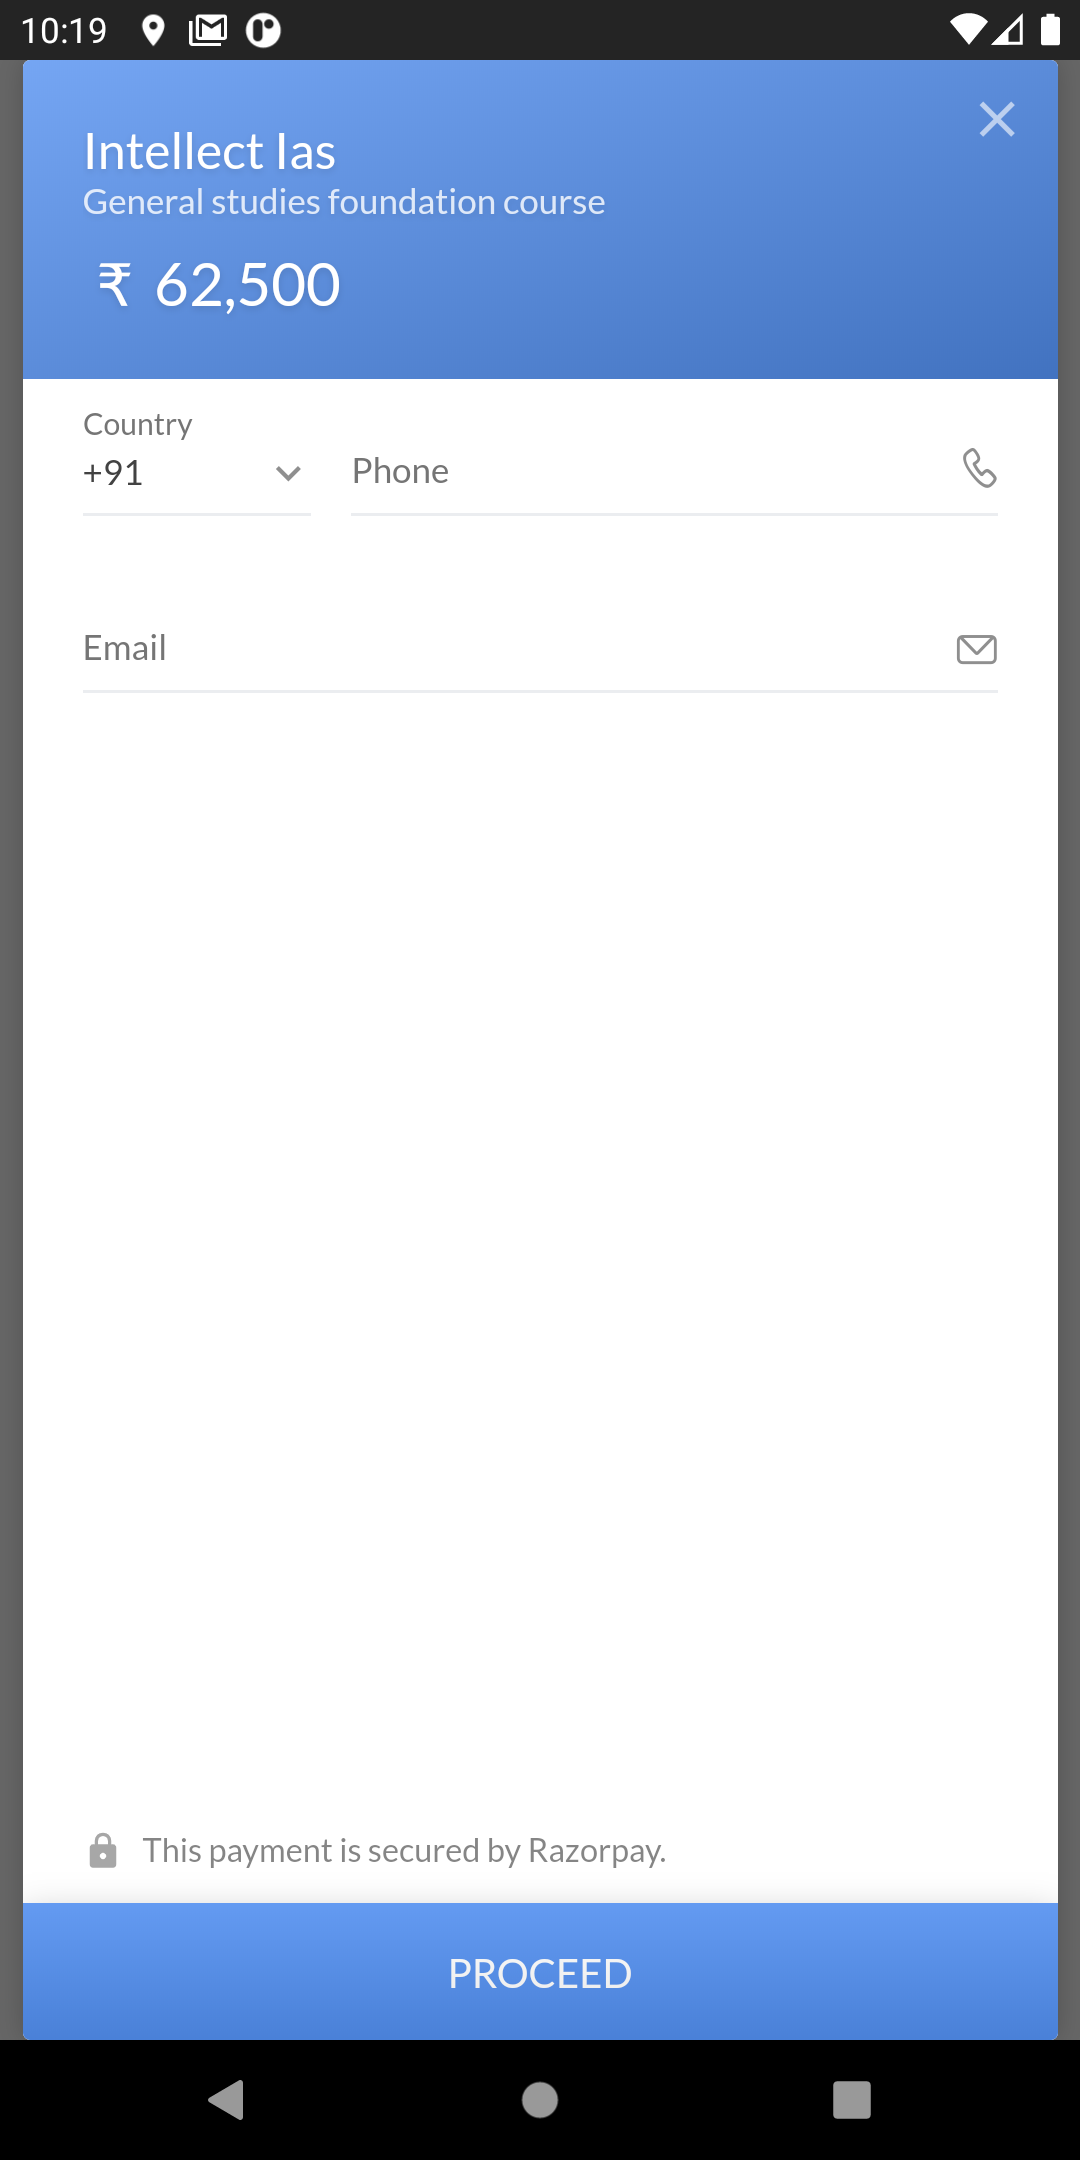 10:19
Intellect Ias
General studies foundation course
₹ 62,500
Country
+91
Phone
Email
This payment is secured by Razorpay.
PROCEED